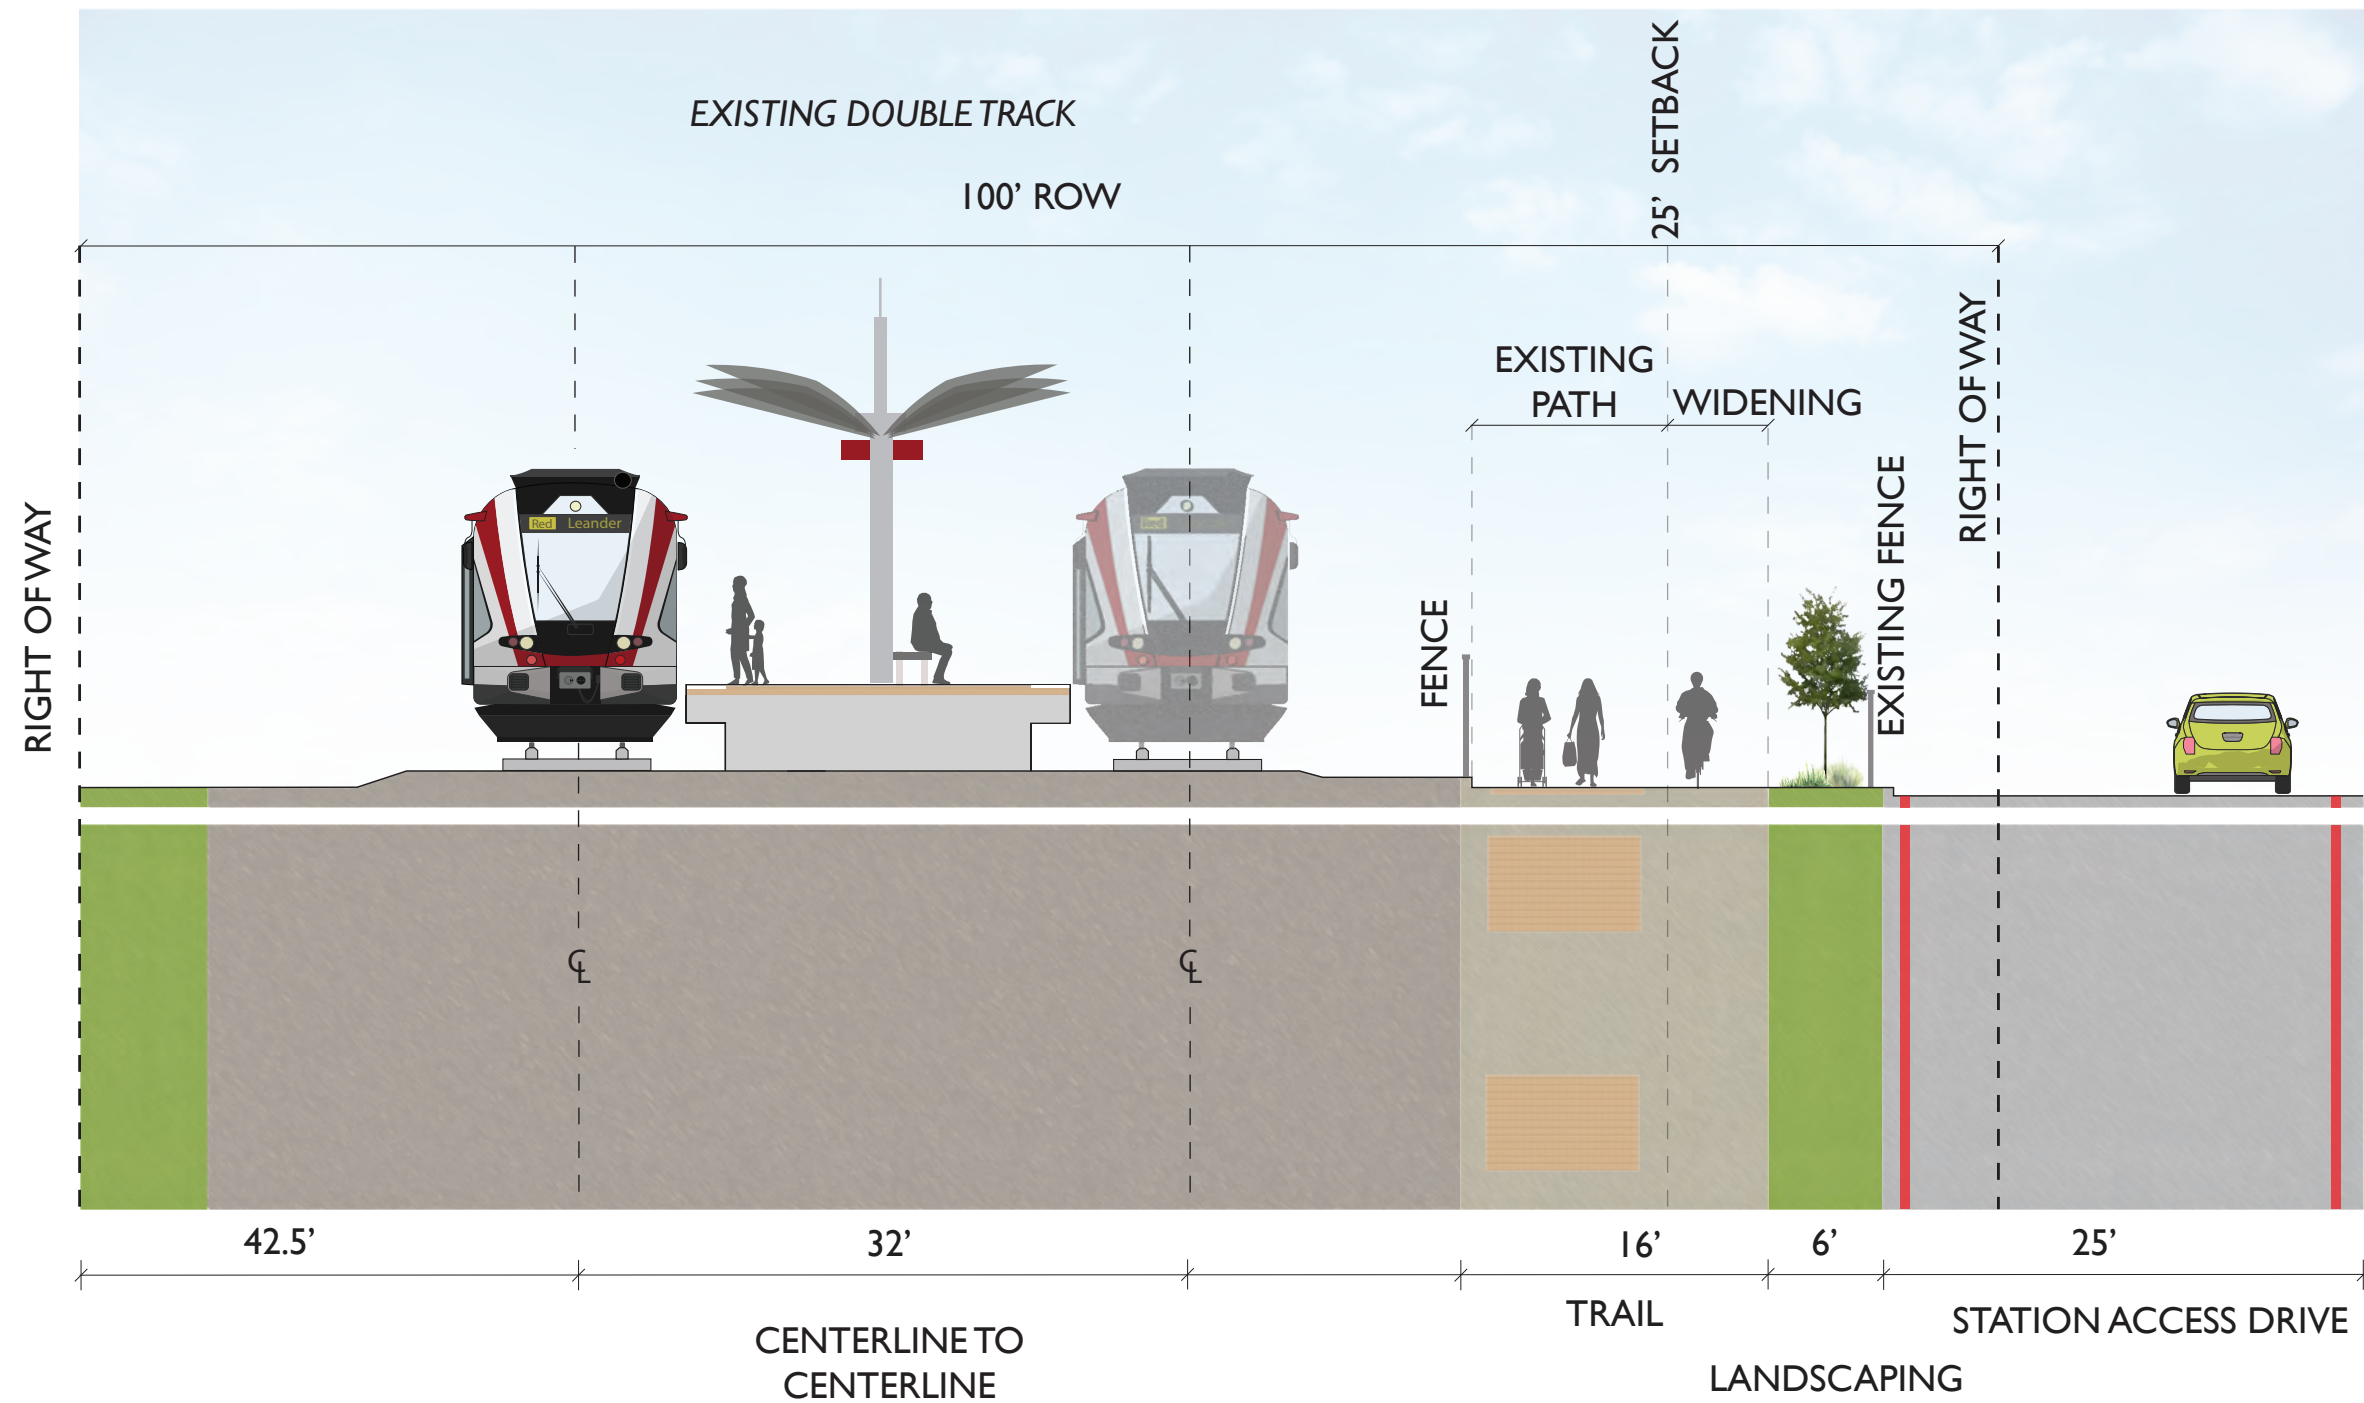 EXISTING DOUBLE TRACK
100’ ROW
25’ SETBACK
EXISTING
PATH
WIDENING
RIGHT OF WAY
EXISTING FENCE
RIGHT OF WAY
FENCE
Red Leander
Red
℄
℄
42.5’
32’
16’
6’
25’
TRAIL
STATION ACCESS DRIVE
CENTERLINE TO
CENTERLINE
LANDSCAPING